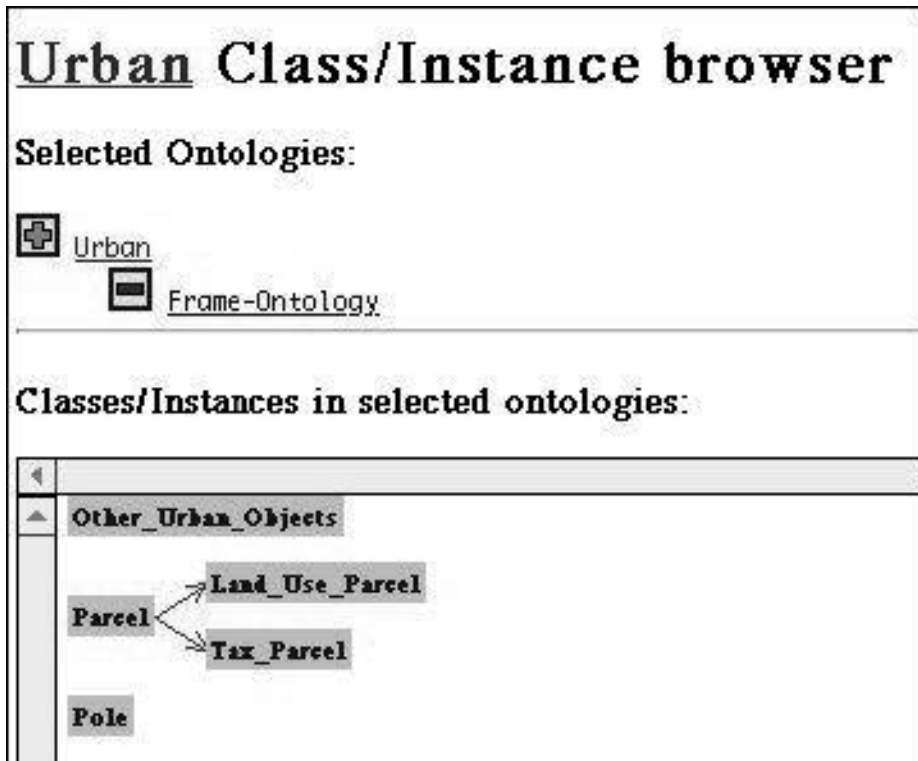 Urban Class/Instance browser
Selected Ontologies:
Urban
Frame-Ontology
Classes/Instances in selected ontologies:
Other_Urban_Objects
Land_Use_Parcel
Parcel
Tax_Parcel
Pole